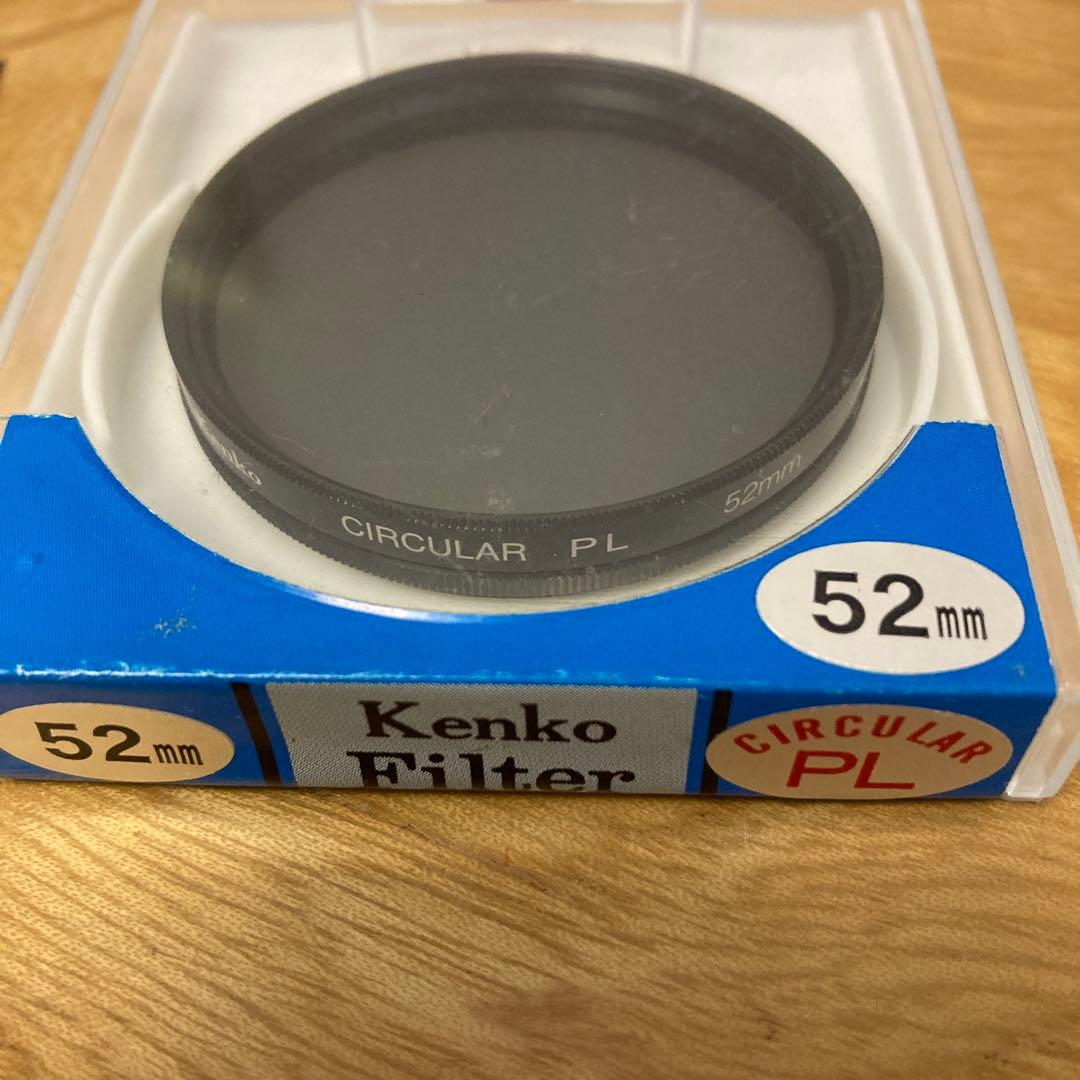 CIRCULAR PL 52mm
52mm
52mm
Kenko
Filter
CIRCULAR
PL